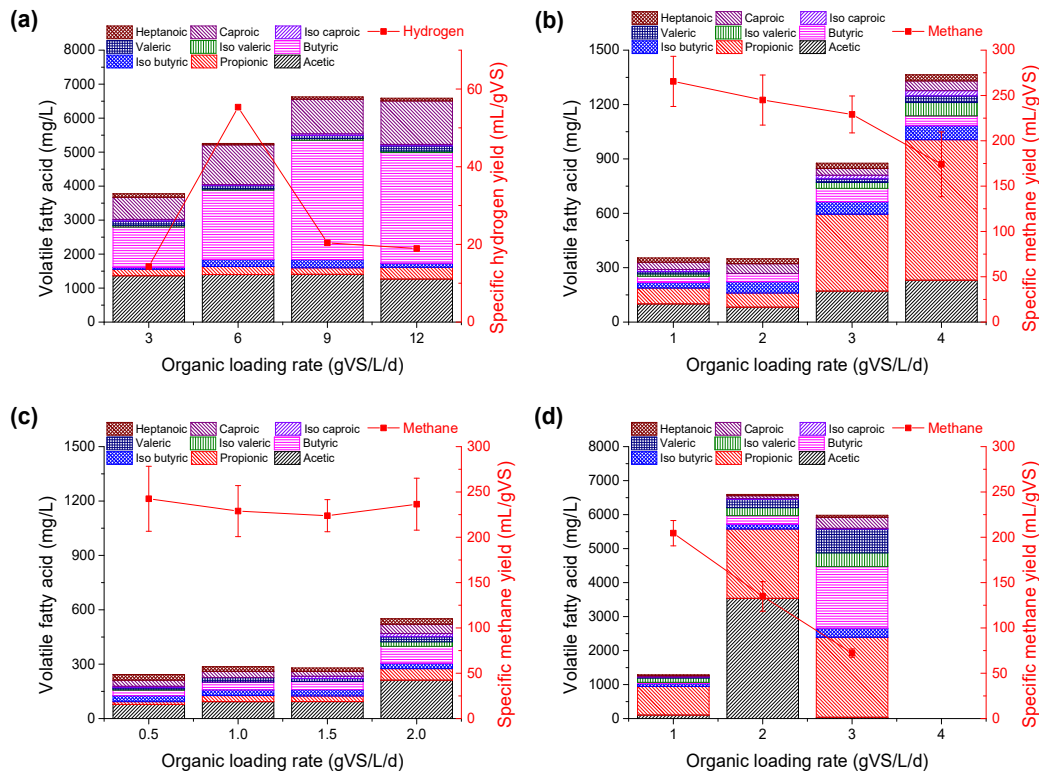 (a)
Heptanoic Caproic Iso caproic Hydrogen
Valeric Iso valeric Butyric
Iso butyric Propionic Acetic
Volatile fatty acid (mg/L)
8000
7000
6000
5000
4000
3000
2000
1000
0
3 6 9 12
Organic loading rate (gVS/L/d)
60
40
20
0
Specific hydrogen yield (mL/gVS)
(b)
Heptanoic Caproic Iso caproic Methane
Valeric Iso valeric Butyric
Iso butyric Propionic Acetic
Volatile fatty acid (mg/L)
1500
1200
900
600
300
0
1 2 3 4
Organic loading rate (gVS/L/d)
300
250
200
150
100
50
0
Specific methane yield (mL/gVS)
(c)
Heptanoic Caproic Iso caproic Methane
Valeric Iso valeric Butyric
Iso butyric Propionic Acetic
Volatile fatty acid (mg/L)
1500
1200
900
600
300
0
0.5 1.0 1.5 2.0
Organic loading rate (gVS/L/d)
300
250
200
150
100
50
0
Specific methane yield (mL/gVS)
(d)
Heptanoic Caproic Iso caproic Methane
Valeric Iso valeric Butyric
Iso butyric Propionic Acetic
Volatile fatty acid (mg/L)
8000
7000
6000
5000
4000
3000
2000
1000
0
1 2 3 4
Organic loading rate (gVS/L/d)
300
250
200
150
100
50
0
Specific methane yield (mL/gVS)